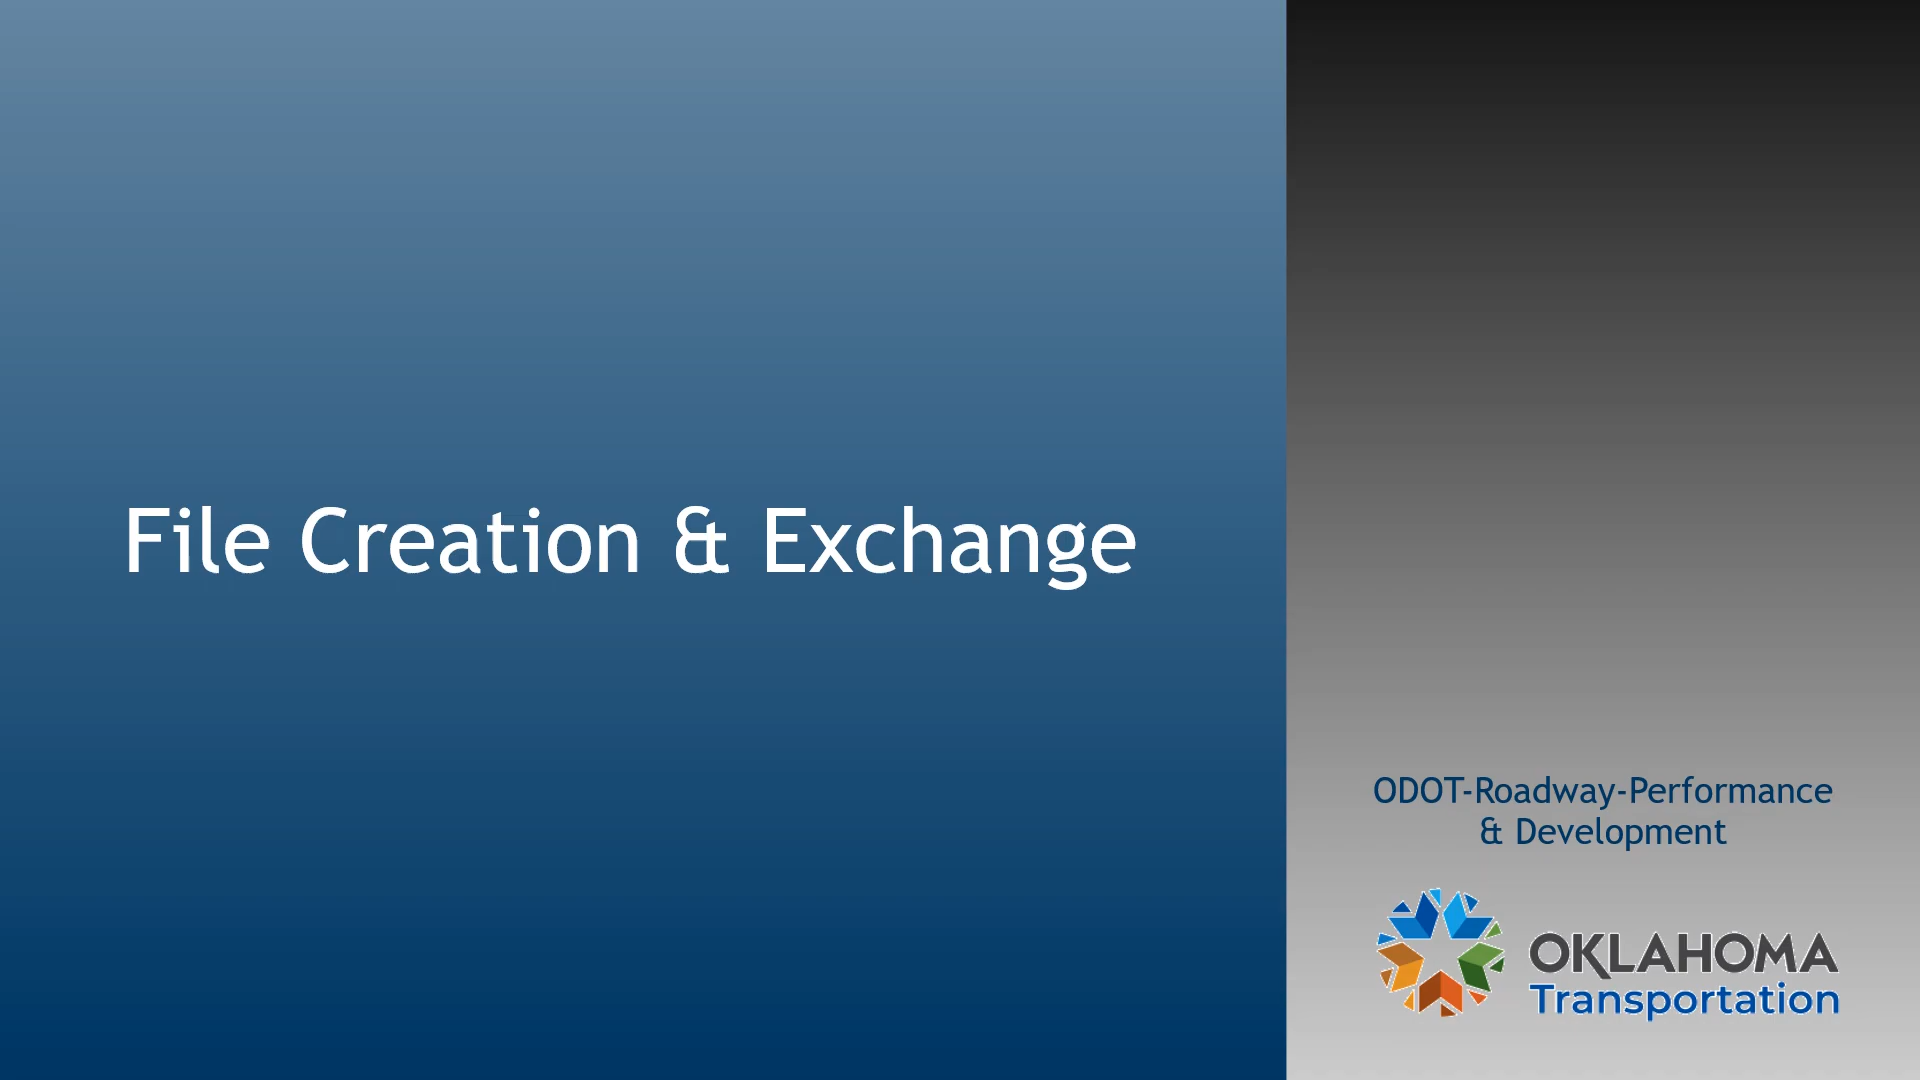 File Creation & Exchange
ODOT-Roadway-Performance
& Development
OKLAHOMA
Transportation